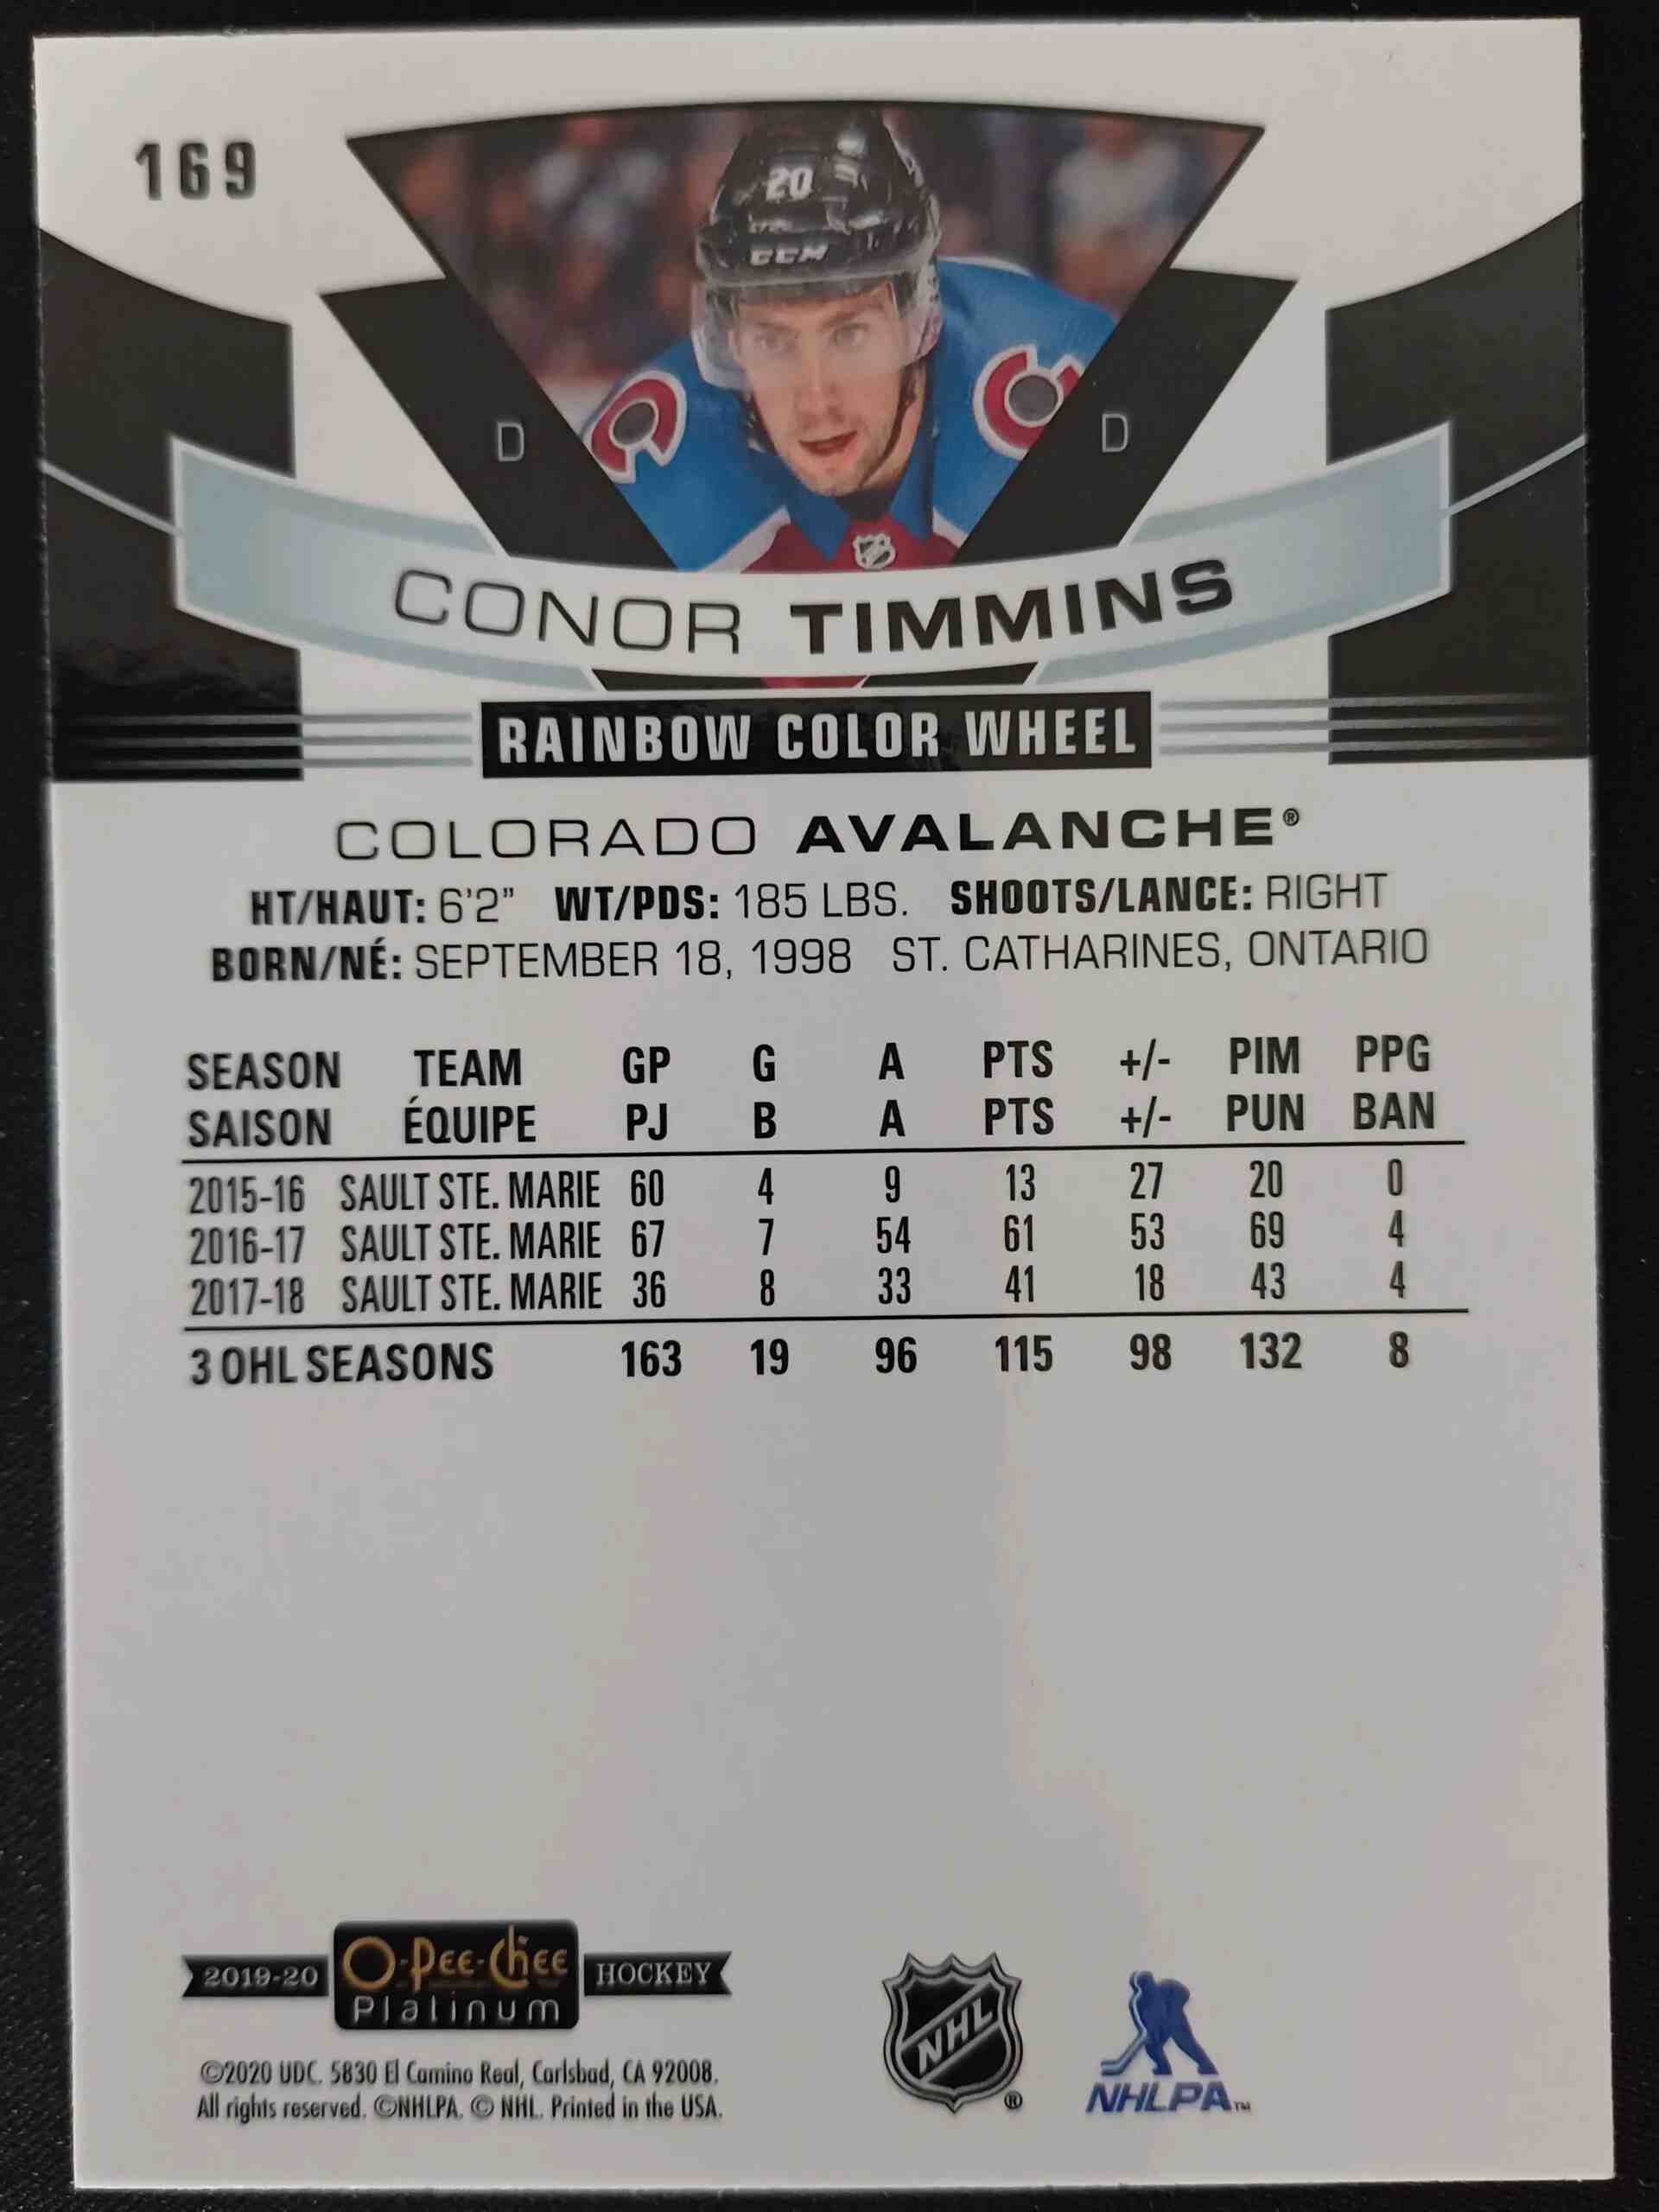 169
20
CCM
D D
CONOR TIMMINS
RAINBOW COLOR WHEEL
COLORADO AVALANCHE®
HT/HAUT: 6'2" WT/PDS: 185 LBS. SHOOTS/LANCE: RIGHT
BORN/NÉ: SEPTEMBER 18, 1998 ST. CATHARINES, ONTARIO
SEASON TEAM GP G A PTS +/- PIM PPG
SAISON ÉQUIPE PJ B A PTS +/- PUN BAN
2015-16 SAULT STE. MARIE 60 4 9 13 27 20 0
2016-17 SAULT STE. MARIE 67 7 54 61 53 69 4
2017-18 SAULT STE. MARIE 36 8 33 41 18 43 4
3 OHL SEASONS 163 19 96 115 98 132 8
2019-20 O-Pee-Chee HOCKEY
Platinum
NHL ®
NHLPA™
©2020 UDC. 5830 El Camino Real, Carlsbad, CA 92008.
All rights reserved. ©NHLPA. © NHL. Printed in the USA.